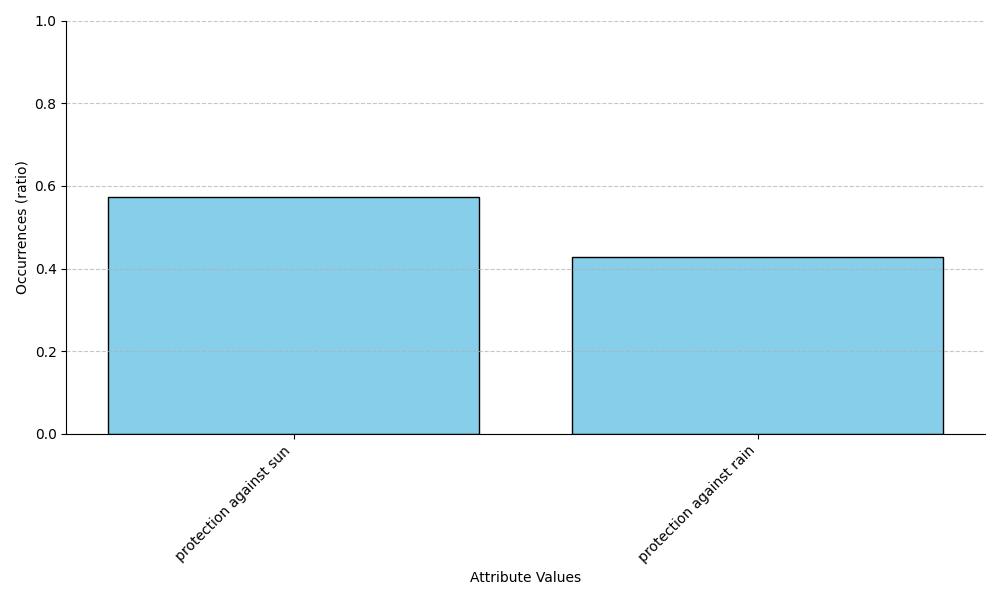 1.0
0.8
0.6
0.4
0.2
0.0
Occurrences (ratio)
protection against sun
protection against rain
Attribute Values